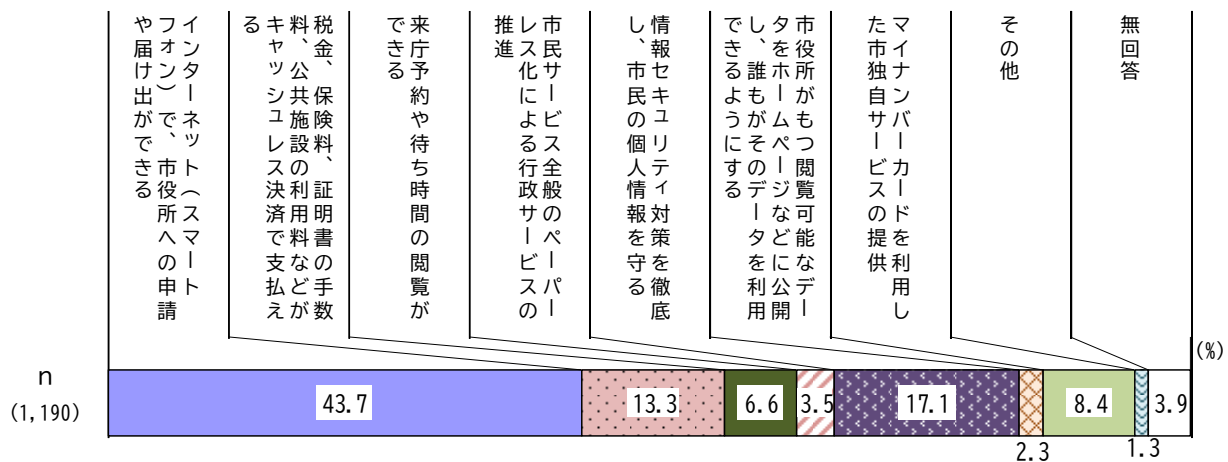 インターネット（スマート
フォン）で、市役所への申請
や届け出ができる
税金、保険料、証明書の手数
料、公共施設の利用料などが
キャッシュレス決済で支払え
る
来庁予約や待ち時間の閲覧が
できる
市民サービス全般のペーパー
レス化による行政サービスの
推進
情報セキュリティ対策を徹底
し、市民の個人情報を守る
市役所がもつ閲覧可能なデー
タをホームページなどに公開
し、誰もがそのデータを利用
できるようにする
マイナンバーカードを利用し
た市独自サービスの提供
その他
無回答
(%)
n
(1,190)
43.7
13.3
6.6
3.5
17.1
2.3
8.4
1.3
3.9